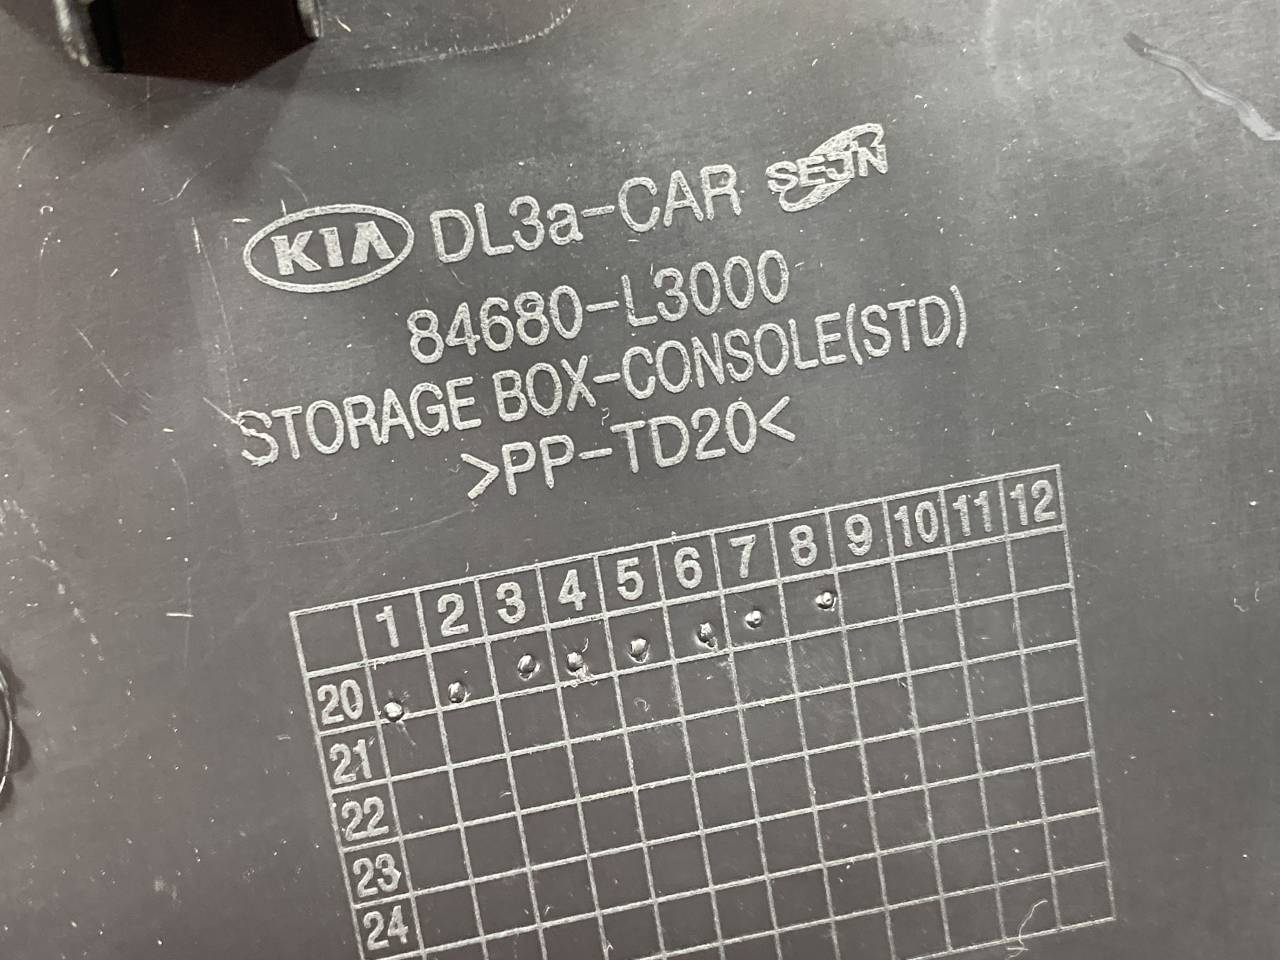 KIA DL3a-CAR SEJN
84680-L3000
STORAGE BOX-CONSOLE(STD)
>PP-TD20<
1 2 3 4 5 6 7 8 9 10 11 12
20
21
22
23
24